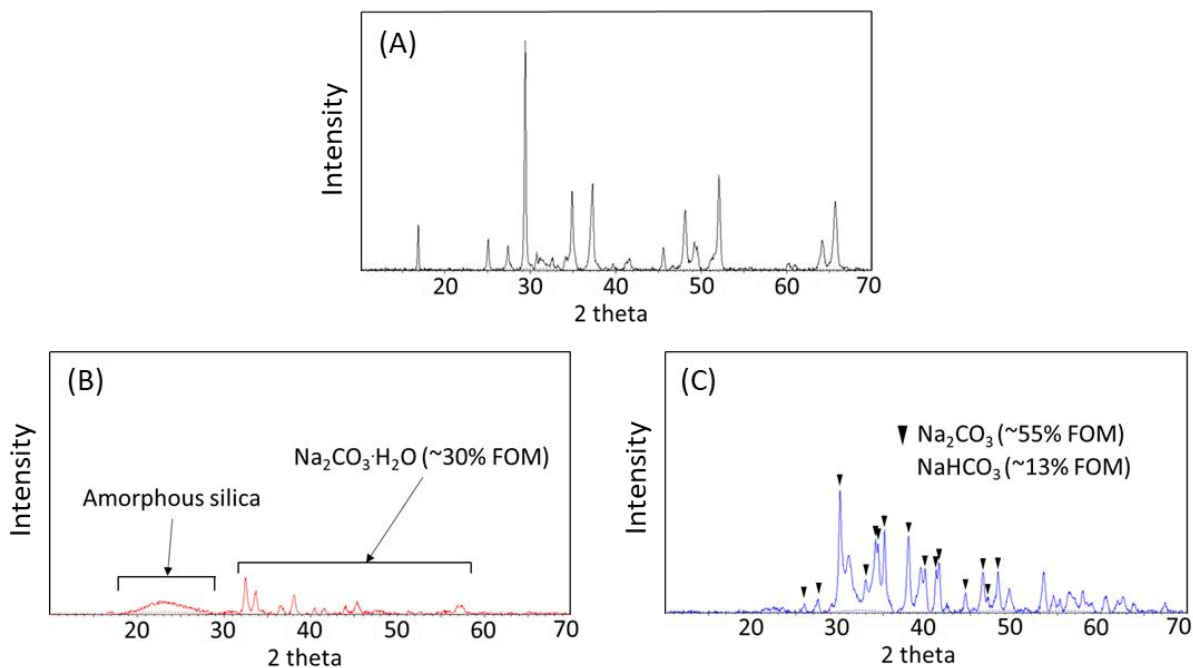 (A)
Intensity
20 30 40 50 60 70
2 theta
(B)
Na₂CO₃·H₂O (~30% FOM)
Amorphous silica
Intensity
20 30 40 50 60 70
2 theta
(C)
Na₂CO₃ (~55% FOM)
NaHCO₃ (~13% FOM)
Intensity
20 30 40 50 60 70
2 theta